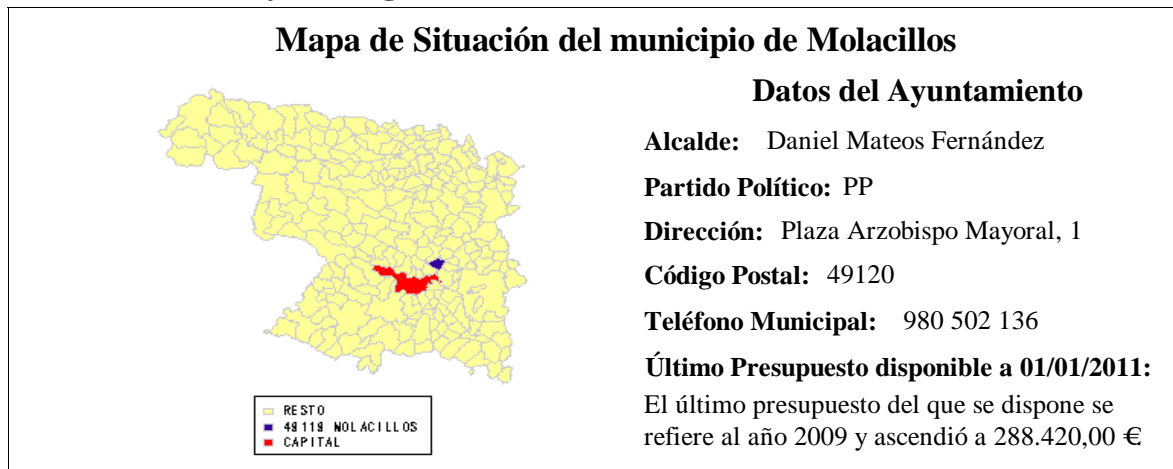 Mapa de Situación del municipio de Molacillos
Datos del Ayuntamiento
Alcalde: Daniel Mateos Fernández
Partido Político: PP
Dirección: Plaza Arzobispo Mayoral, 1
Código Postal: 49120
Teléfono Municipal: 980 502 136
Último Presupuesto disponible a 01/01/2011:
El último presupuesto del que se dispone se
refiere al año 2009 y ascendió a 288.420,00 €
RESTO
49119 MOLACILLOS
CAPITAL